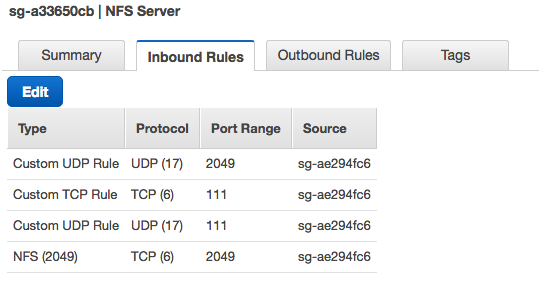 sg-a33650cb | NFS Server
Summary Inbound Rules Outbound Rules Tags
Edit
Type Protocol Port Range Source
Custom UDP Rule UDP (17) 2049 sg-ae294fc6
Custom TCP Rule TCP (6) 111 sg-ae294fc6
Custom UDP Rule UDP (17) 111 sg-ae294fc6
NFS (2049) TCP (6) 2049 sg-ae294fc6